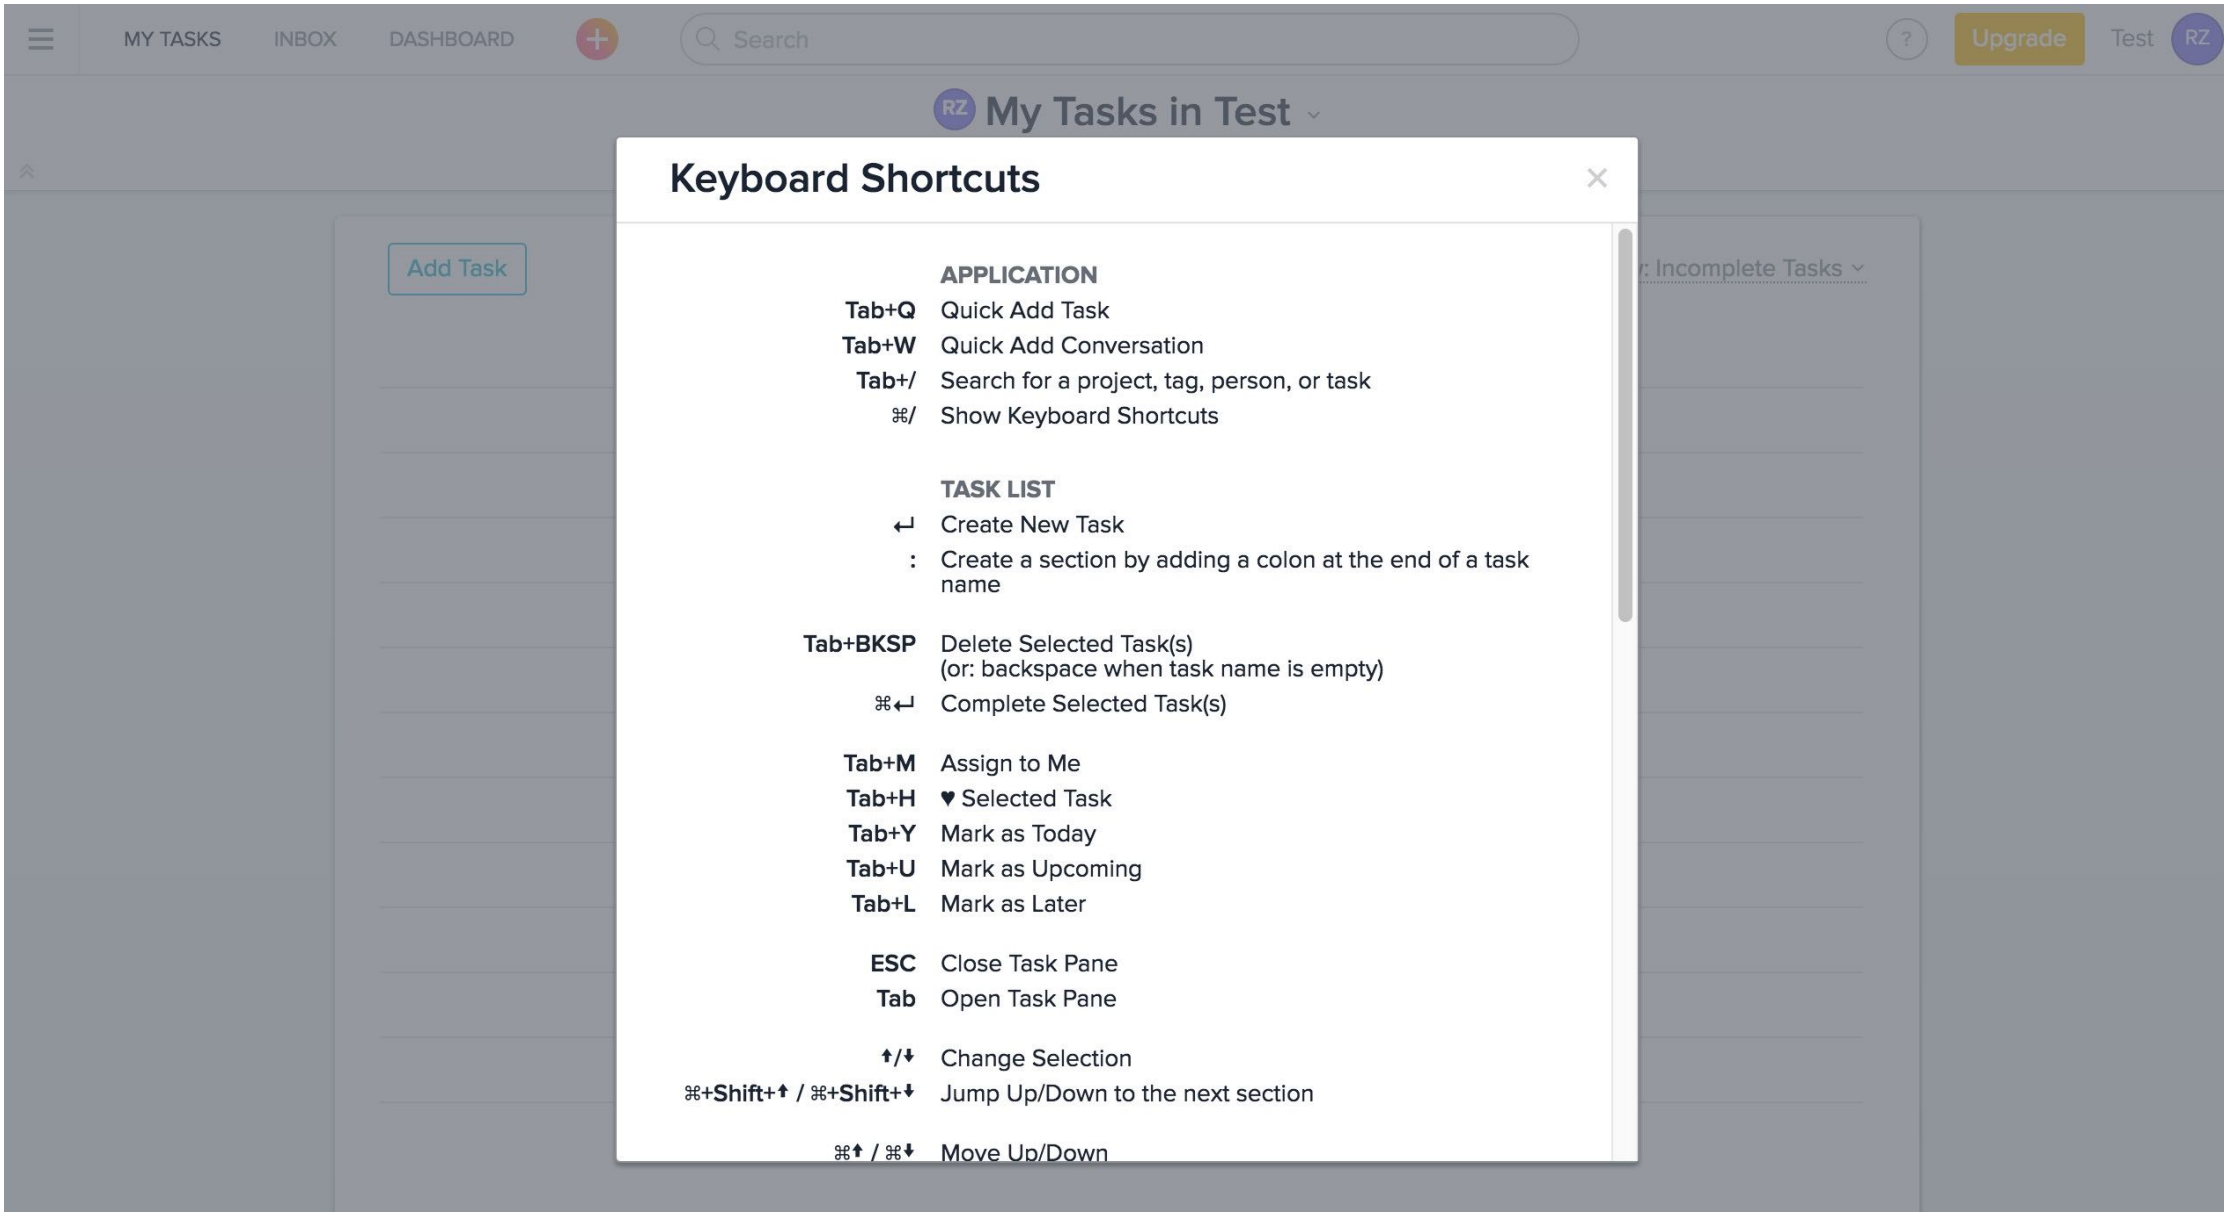 MY TASKS INBOX DASHBOARD + Search ? Upgrade Test RZ
RZ My Tasks in Test
Keyboard Shortcuts ×
Add Task
: Incomplete Tasks
APPLICATION
Tab+Q Quick Add Task
Tab+W Quick Add Conversation
Tab+/ Search for a project, tag, person, or task
⌘/ Show Keyboard Shortcuts
TASK LIST
↵ Create New Task
: Create a section by adding a colon at the end of a task
name
Tab+BKSP Delete Selected Task(s)
(or: backspace when task name is empty)
⌘↵ Complete Selected Task(s)
Tab+M Assign to Me
Tab+H ♥ Selected Task
Tab+Y Mark as Today
Tab+U Mark as Upcoming
Tab+L Mark as Later
ESC Close Task Pane
Tab Open Task Pane
⬆/⬇ Change Selection
⌘+Shift+⬆ / ⌘+Shift+⬇ Jump Up/Down to the next section
⌘⬆ / ⌘⬇ Move Up/Down